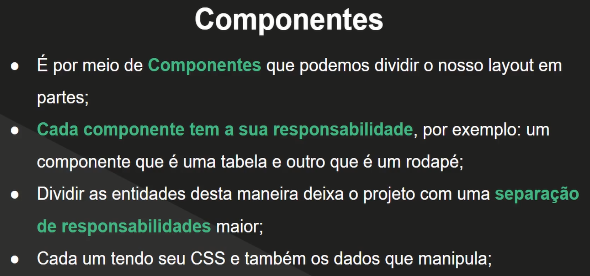 Componentes
● É por meio de Componentes que podemos dividir o nosso layout em
partes;
● Cada componente tem a sua responsabilidade, por exemplo: um
componente que é uma tabela e outro que é um rodapé;
● Dividir as entidades desta maneira deixa o projeto com uma separação
de responsabilidades maior;
● Cada um tendo seu CSS e também os dados que manipula;